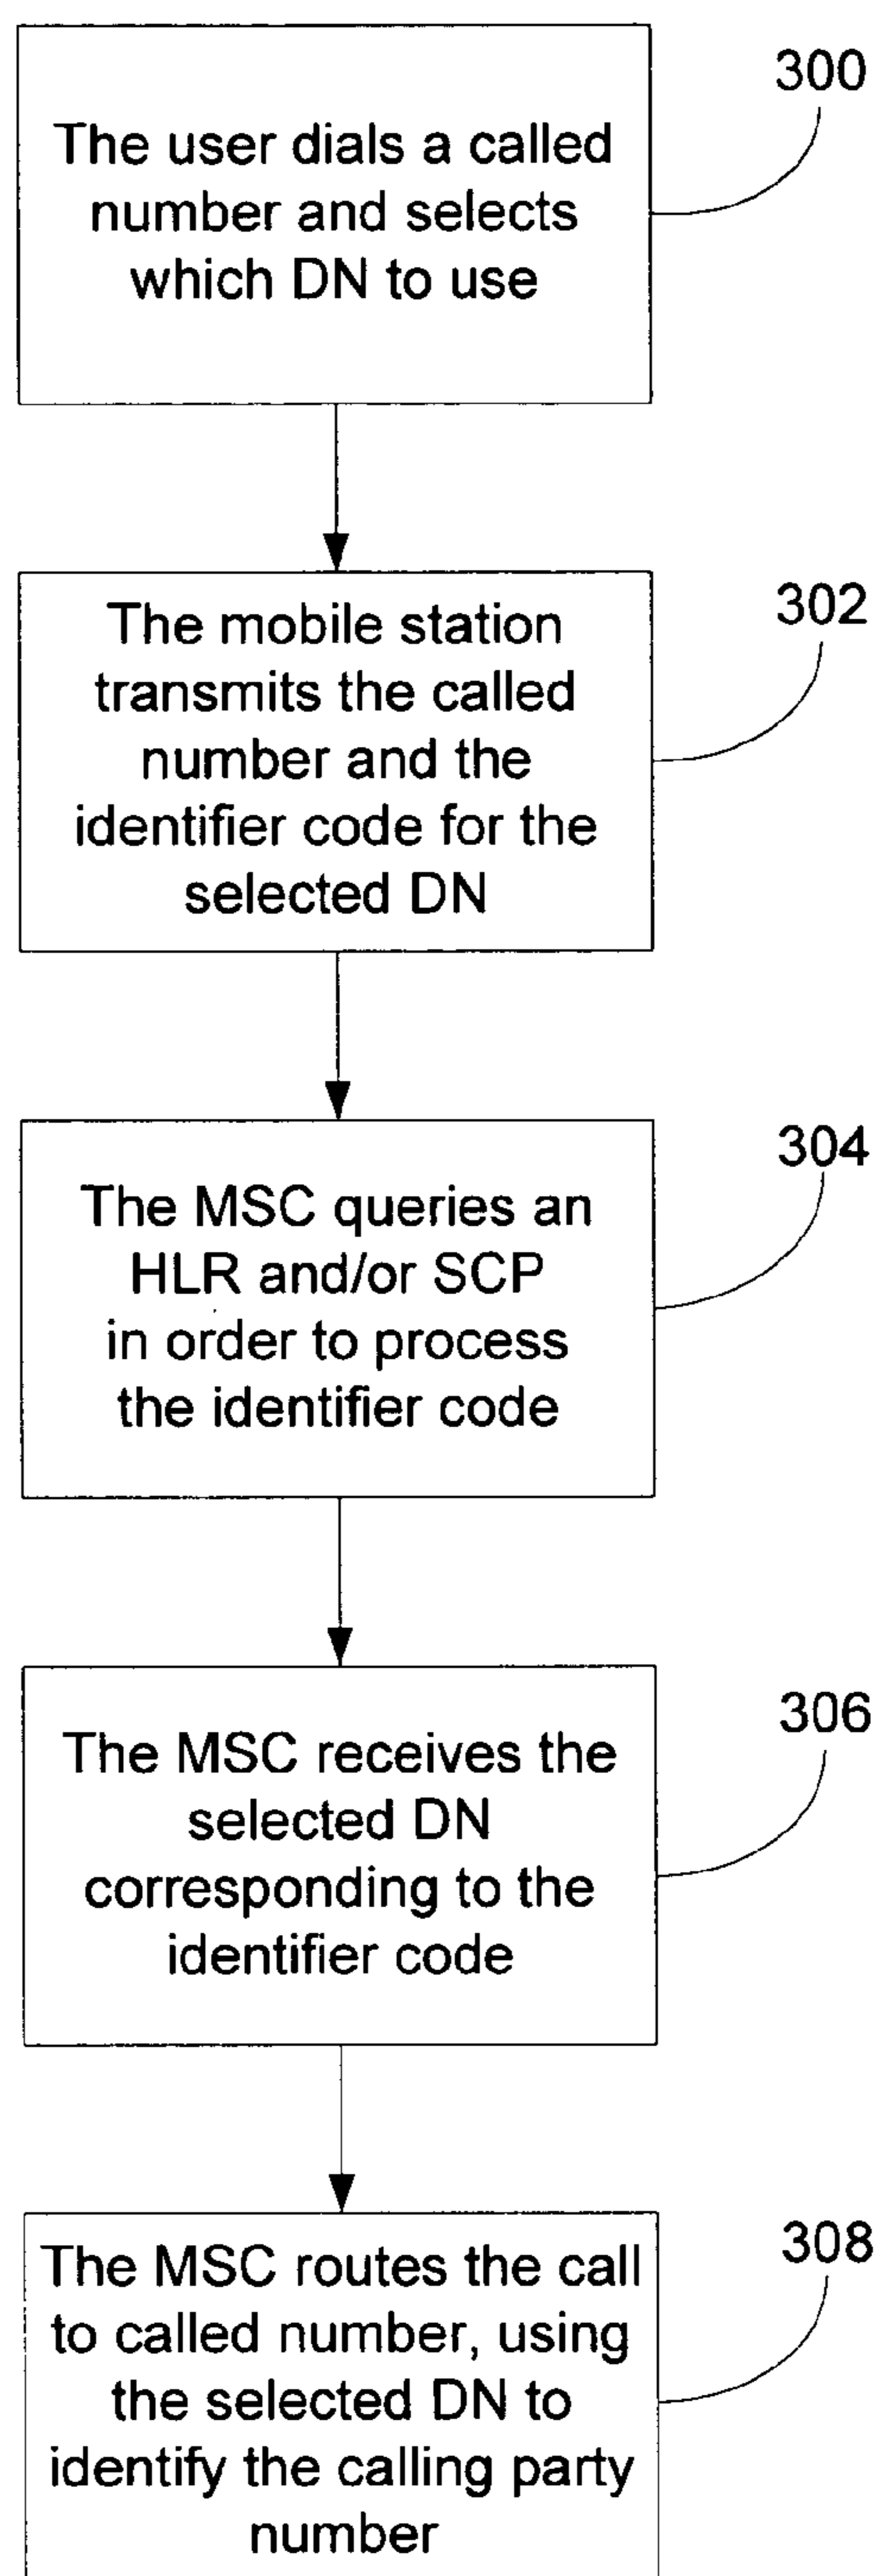 The user dials a called
number and selects
which DN to use
300
The mobile station
transmits the called
number and the
identifier code for the
selected DN
302
The MSC queries an
HLR and/or SCP
in order to process
the identifier code
304
The MSC receives the
selected DN
corresponding to the
identifier code
306
The MSC routes the call
to called number, using
the selected DN to
identify the calling party
number
308